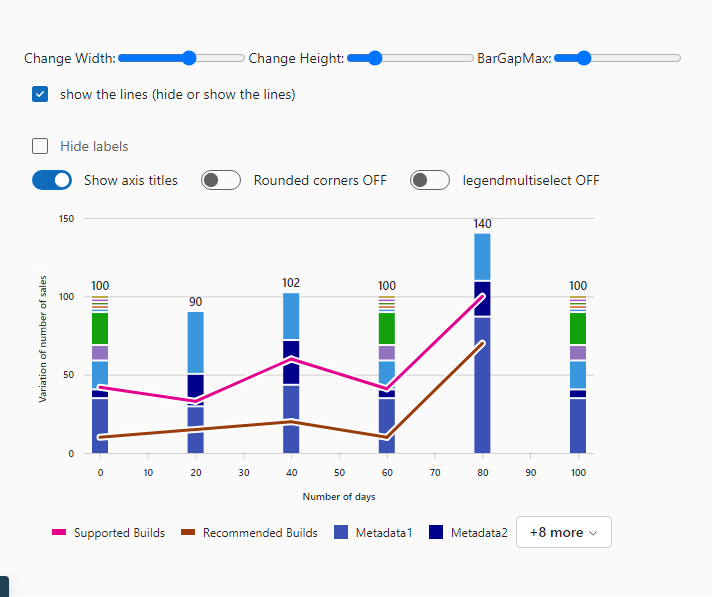 Change Width: Change Height: BarGapMax:
show the lines (hide or show the lines)
Hide labels
Show axis titles Rounded corners OFF legendmultiselect OFF
150
140
100 90 102 100 100
100
50
0
Variation of number of sales
0 10 20 30 40 50 60 70 80 90 100
Number of days
Supported Builds Recommended Builds Metadata1 Metadata2 +8 more